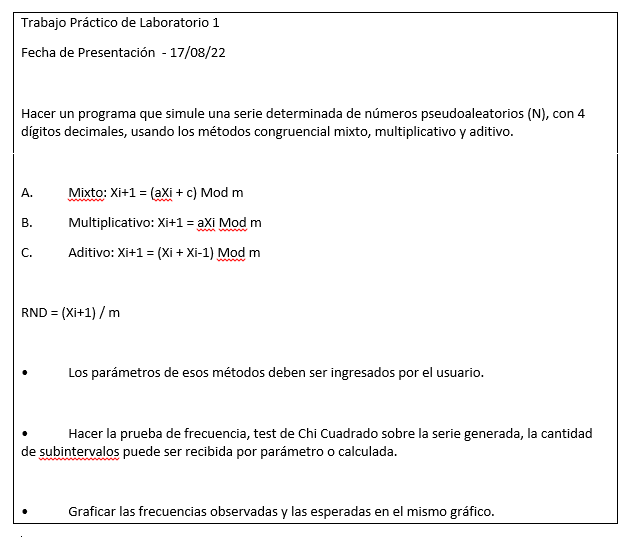 Trabajo Práctico de Laboratorio 1
Fecha de Presentación - 17/08/22
Hacer un programa que simule una serie determinada de números pseudoaleatorios (N), con 4
dígitos decimales, usando los métodos congruencial mixto, multiplicativo y aditivo.
A. Mixto: Xi+1 = (aXi + c) Mod m
B. Multiplicativo: Xi+1 = aXi Mod m
C. Aditivo: Xi+1 = (Xi + Xi-1) Mod m
RND = (Xi+1) / m
• Los parámetros de esos métodos deben ser ingresados por el usuario.
• Hacer la prueba de frecuencia, test de Chi Cuadrado sobre la serie generada, la cantidad
de subintervalos puede ser recibida por parámetro o calculada.
• Graficar las frecuencias observadas y las esperadas en el mismo gráfico.